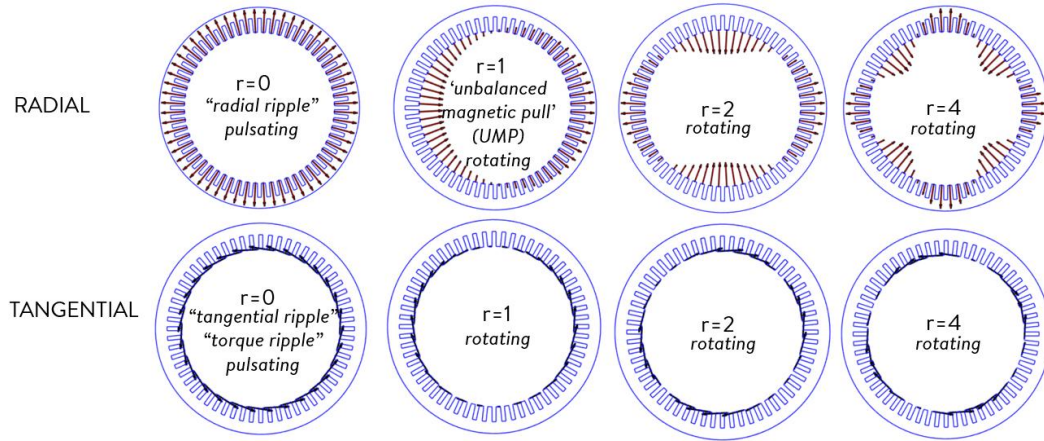 RADIAL
r=0
“radial ripple”
pulsating
r=1
‘unbalanced
magnetic pull’
(UMP)
rotating
r=2
rotating
r=4
rotating
TANGENTIAL
r=0
“tangential ripple”
“torque ripple”
pulsating
r=1
rotating
r=2
rotating
r=4
rotating